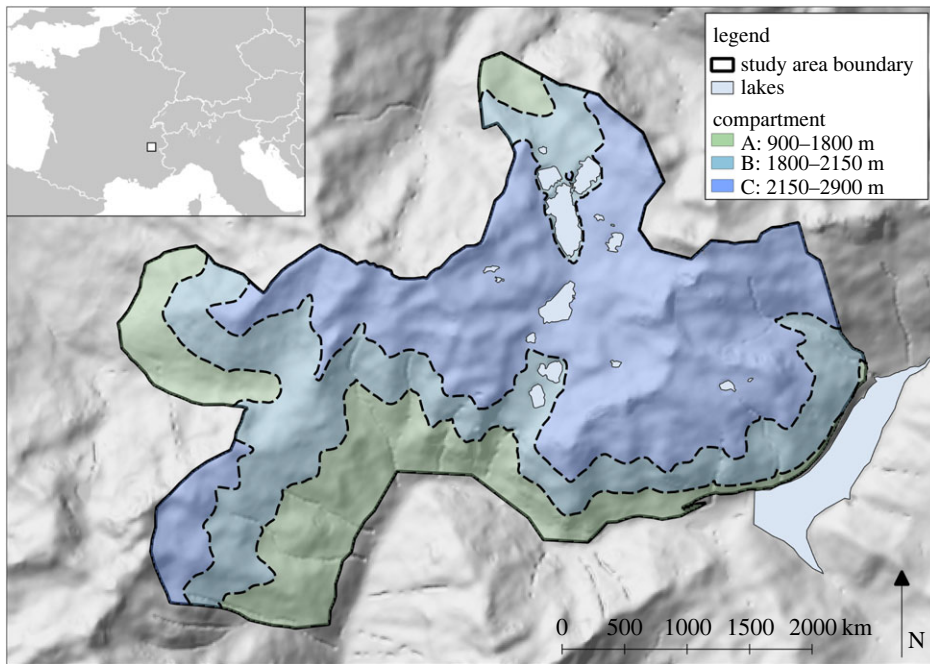 legend
study area boundary
lakes
compartment
A: 900–1800 m
B: 1800–2150 m
C: 2150–2900 m
0 500 1000 1500 2000 km
N